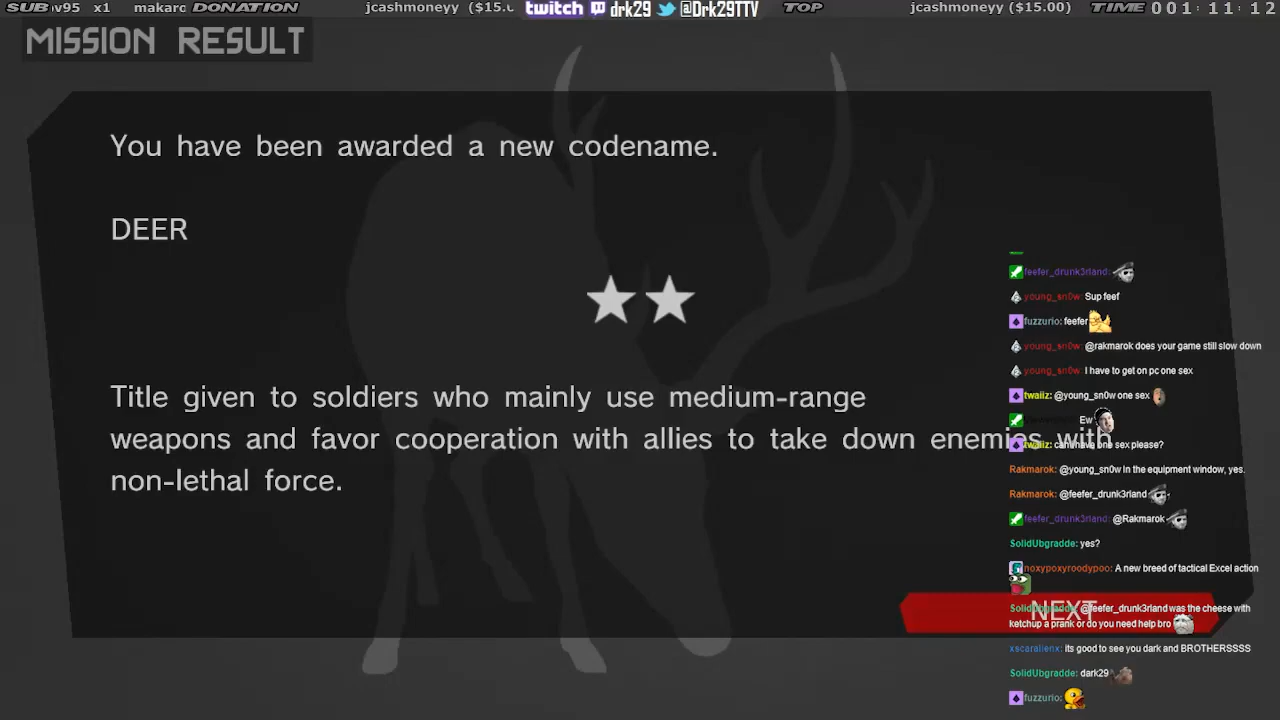 SUB v95 x1 makarc DONATION jcashmoneyy ($15.0 twitch drk29 @Drk29TTV TOP jcashmoneyy ($15.00) TIME 001:11:12
MISSION RESULT
You have been awarded a new codename.
DEER
Title given to soldiers who mainly use medium-range
weapons and favor cooperation with allies to take down enemies with
non-lethal force.
NEXT
feefer_drunk3rland:
young_sn0w: Sup feef
fuzzurio: feefer
young_sn0w: @rakmarok does your game still slow down
young_sn0w: I have to get on pc one sex
twaiiz: @young_sn0w one sex
Ew
twaiiz: can i have one sex please?
Rakmarok: @young_sn0w In the equipment window, yes.
Rakmarok: @feefer_drunk3rland
feefer_drunk3rland: @Rakmarok
SolidUbgradde: yes?
noxypoxyroodypoo: A new breed of tactical Excel action
SolidUbgradde: @feefer_drunk3rland was the cheese with
ketchup a prank or do you need help bro
xscaralienx: its good to see you dark and BROTHERSSSS
SolidUbgradde: dark29
fuzzurio: